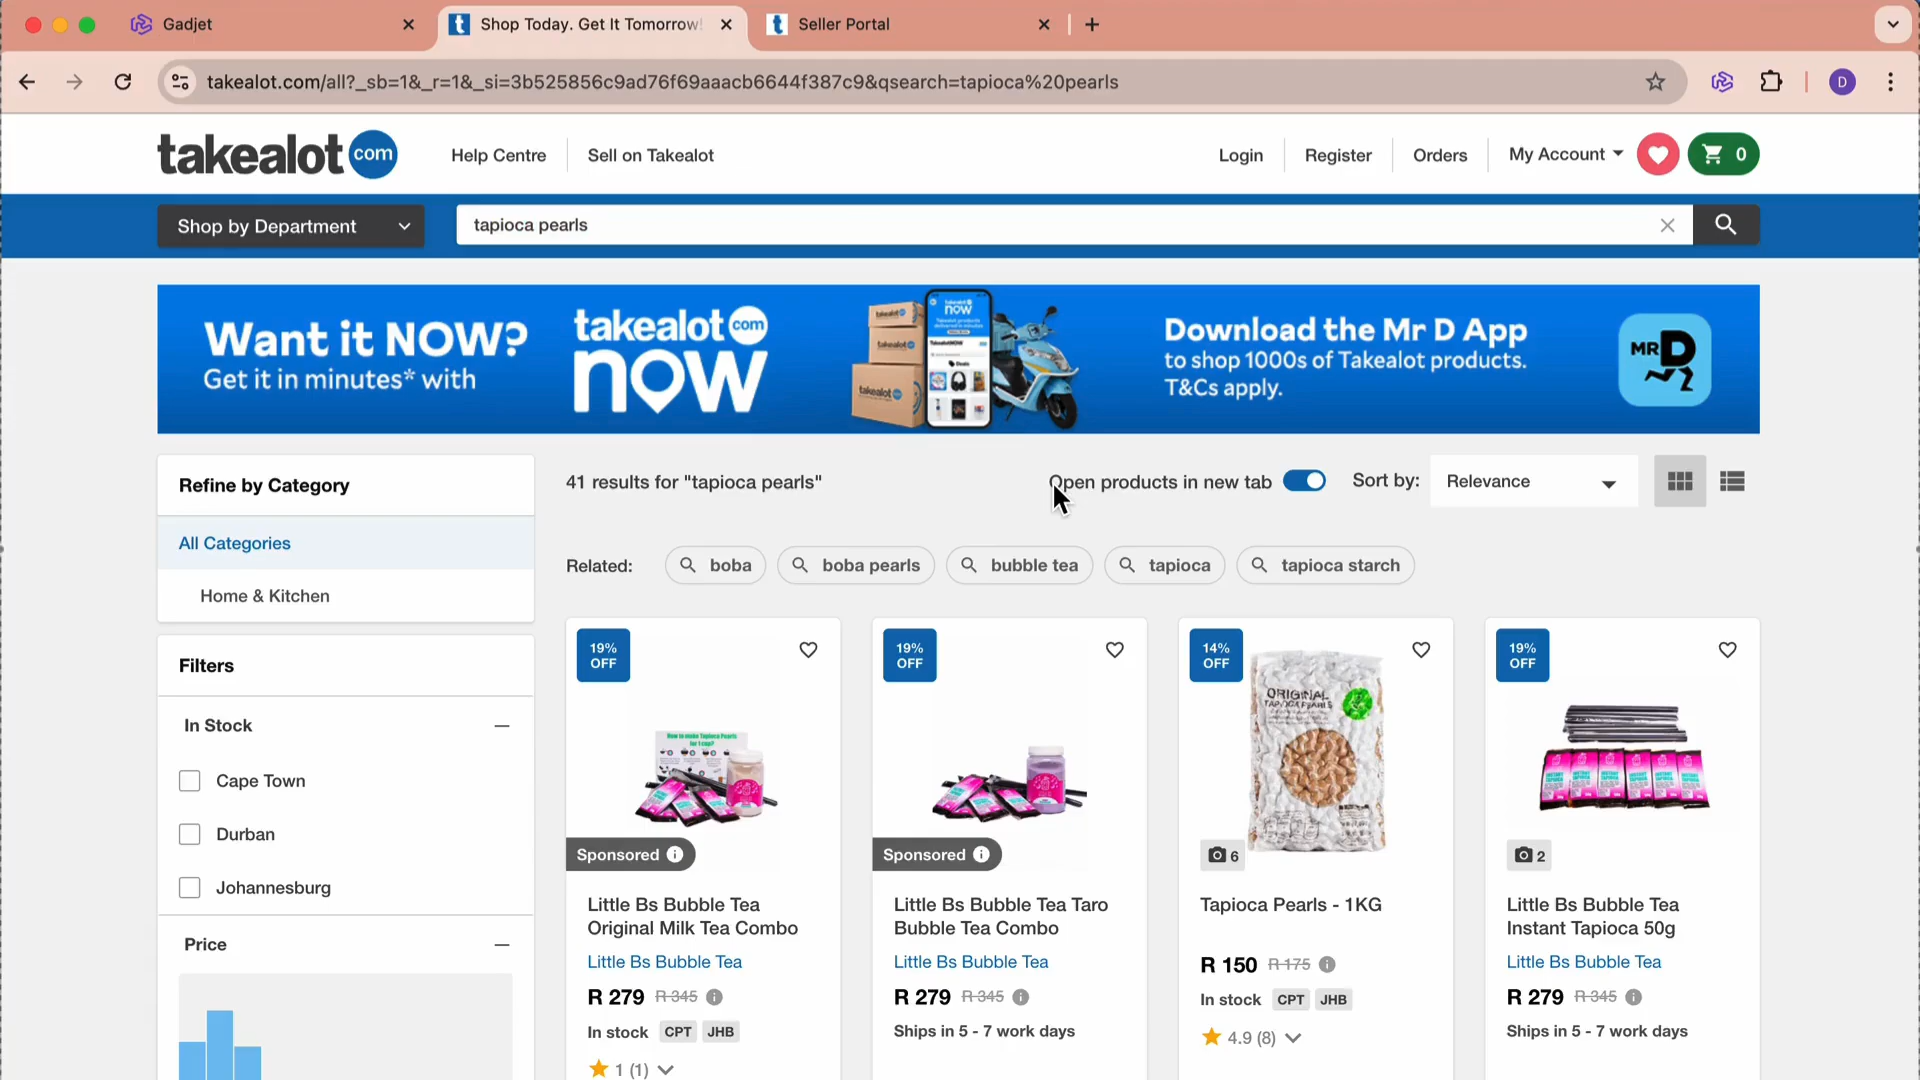 Gadjet
Shop Today. Get It Tomorrow!
Seller Portal
takealot.com/all?_sb=1&_r=1&_si=3b525856c9ad76f69aaacb6644f387c9&qsearch=tapioca%20pearls
D
takealot com
Help Centre
Sell on Takealot
Login
Register
Orders
My Account
0
Shop by Department
tapioca pearls
Want it NOW?
Get it in minutes* with
takealot com
now
Download the Mr D App
to shop 1000s of Takealot products.
T&Cs apply.
MR D
Refine by Category
All Categories
Home & Kitchen
Filters
In Stock
Cape Town
Durban
Johannesburg
Price
41 results for "tapioca pearls"
Open products in new tab
Sort by:
Relevance
Related:
boba
boba pearls
bubble tea
tapioca
tapioca starch
19%
OFF
Sponsored
Little Bs Bubble Tea
Original Milk Tea Combo
Little Bs Bubble Tea
R 279 R 345
In stock CPT JHB
1 (1)
19%
OFF
Sponsored
Little Bs Bubble Tea Taro
Bubble Tea Combo
Little Bs Bubble Tea
R 279 R 345
Ships in 5 - 7 work days
14%
OFF
ORIGINAL
TAPIOCA PEARLS
6
Tapioca Pearls - 1KG
R 150 R 175
In stock CPT JHB
4.9 (8)
19%
OFF
2
Little Bs Bubble Tea
Instant Tapioca 50g
Little Bs Bubble Tea
R 279 R 345
Ships in 5 - 7 work days